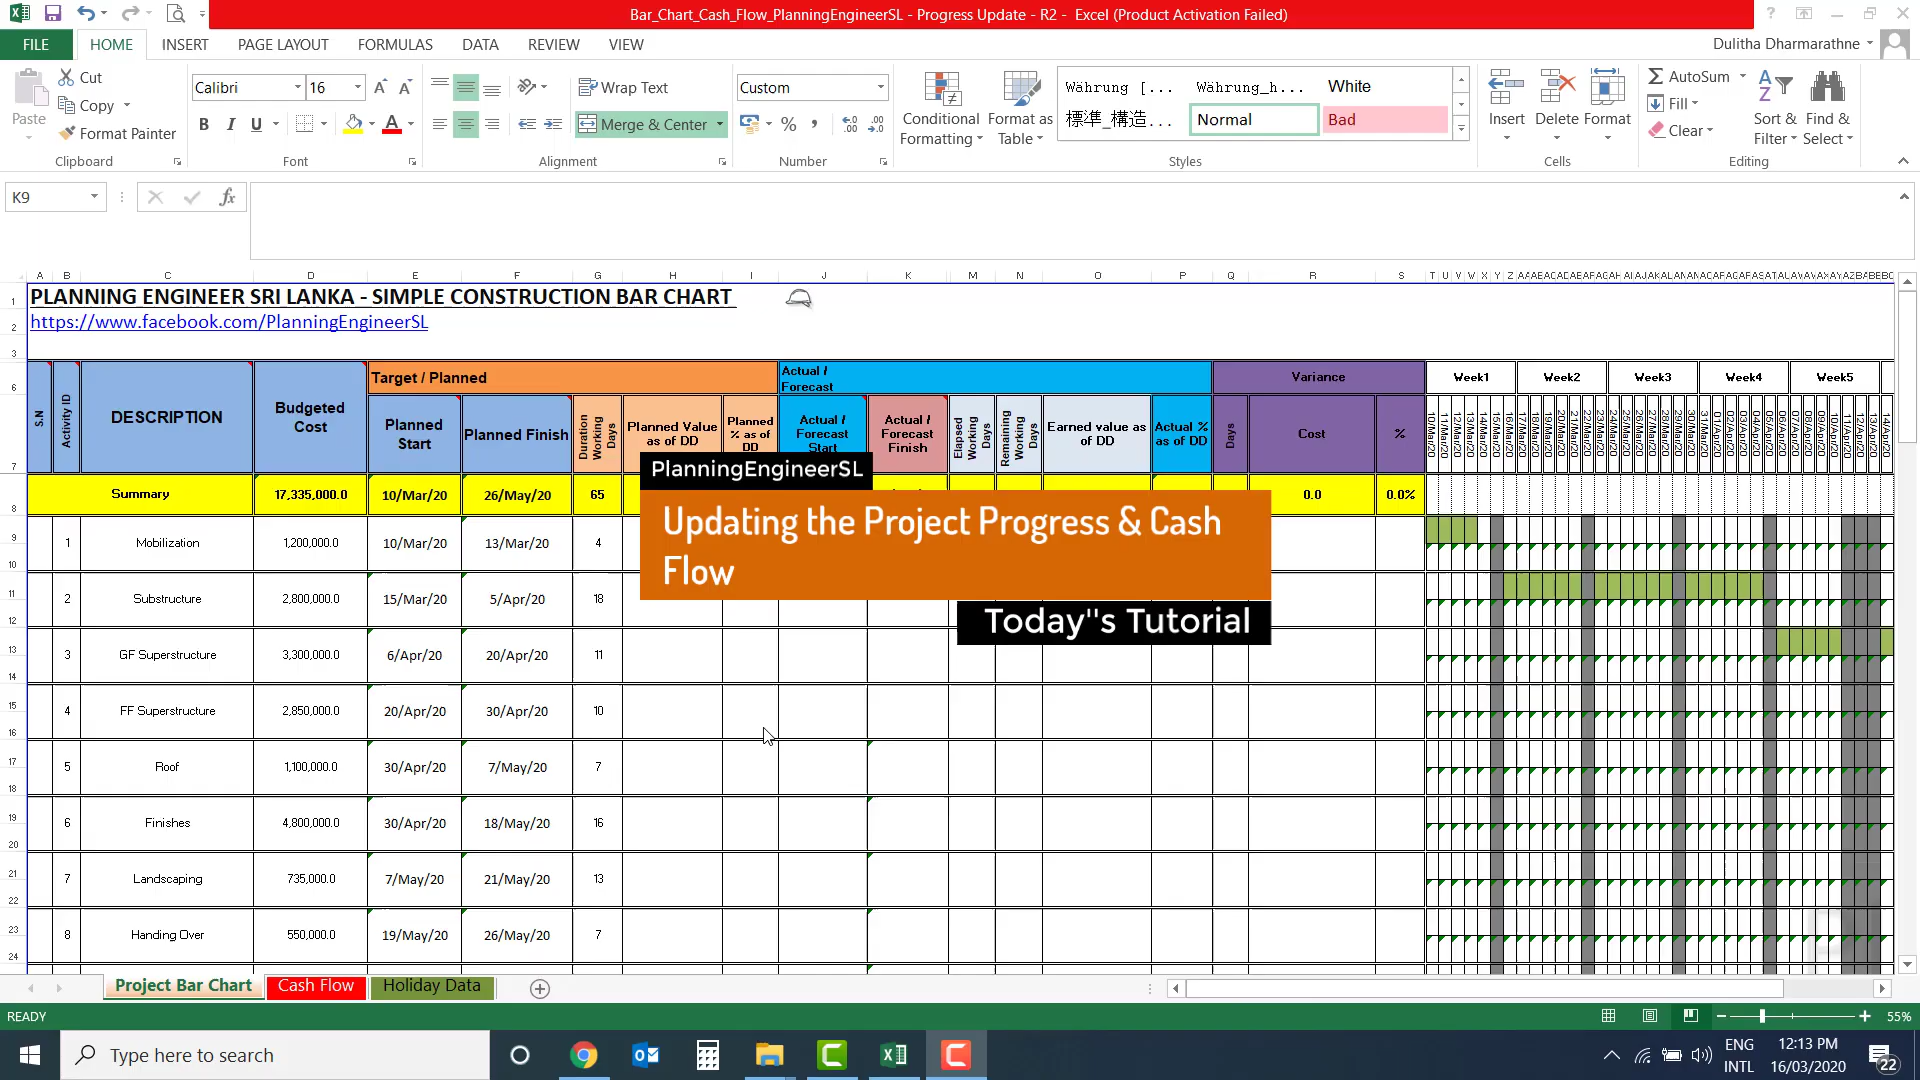 Bar_Chart_Cash_Flow_PlanningEngineerSL - Progress Update - R2 - Excel (Product Activation Failed)
FILE HOME INSERT PAGE LAYOUT FORMULAS DATA REVIEW VIEW
Dulitha Dharmarathne
Paste
Cut
Copy
Format Painter
Clipboard
Calibri 16
B I U
Font
Wrap Text
Merge & Center
Alignment
Custom
Number
Conditional Formatting
Format as Table
Währung [...
Währung_h...
White
標準_構造...
Normal
Bad
Styles
Insert Delete Format
Cells
AutoSum
Fill
Clear
Sort & Filter
Find & Select
Editing
K9
PLANNING ENGINEER SRI LANKA - SIMPLE CONSTRUCTION BAR CHART
https://www.facebook.com/PlanningEngineerSL
Target / Planned
Actual / Forecast
Variance
Week1 Week2 Week3 Week4 Week5
S.N
Activity ID
DESCRIPTION
Budgeted Cost
Planned Start
Planned Finish
Duration Working Days
Planned Value as of DD
Planned % as of DD
Actual / Forecast Start
Actual / Forecast Finish
Elapsed Working Days
Remaining Working Days
Earned value as of DD
Actual % as of DD
Days
Cost
%
Summary 17,335,000.0 10/Mar/20 26/May/20 65 0.0 0.0%
1 Mobilization 1,200,000.0 10/Mar/20 13/Mar/20 4
2 Substructure 2,800,000.0 15/Mar/20 5/Apr/20 18
3 GF Superstructure 3,300,000.0 6/Apr/20 20/Apr/20 11
4 FF Superstructure 2,850,000.0 20/Apr/20 30/Apr/20 10
5 Roof 1,100,000.0 30/Apr/20 7/May/20 7
6 Finishes 4,800,000.0 30/Apr/20 18/May/20 16
7 Landscaping 735,000.0 7/May/20 21/May/20 13
8 Handing Over 550,000.0 19/May/20 26/May/20 7
PlanningEngineerSL
Updating the Project Progress & Cash
Flow
Today"s Tutorial
Project Bar Chart Cash Flow Holiday Data
READY
55%
Type here to search
ENG
INTL
12:13 PM
16/03/2020
22